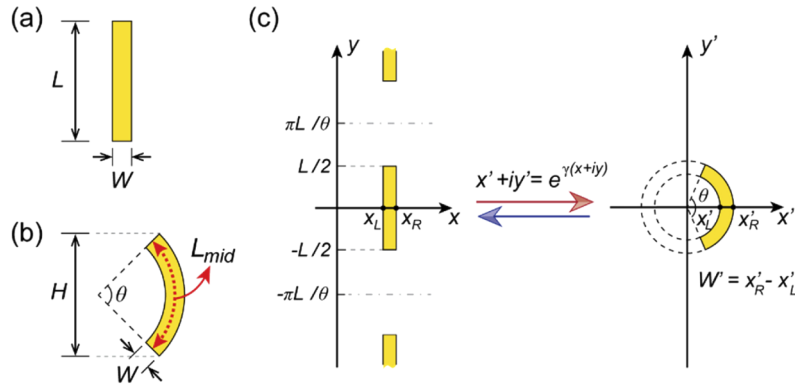 (a)
L
W
(b)
H
θ
L_mid
W
(c)
y
πL /θ
L /2
x_L x_R x
-L /2
-πL /θ
x' +iy' = e^γ(x+iy)
y'
θ
x'_L x'_R x'
W' = x'_R - x'_L